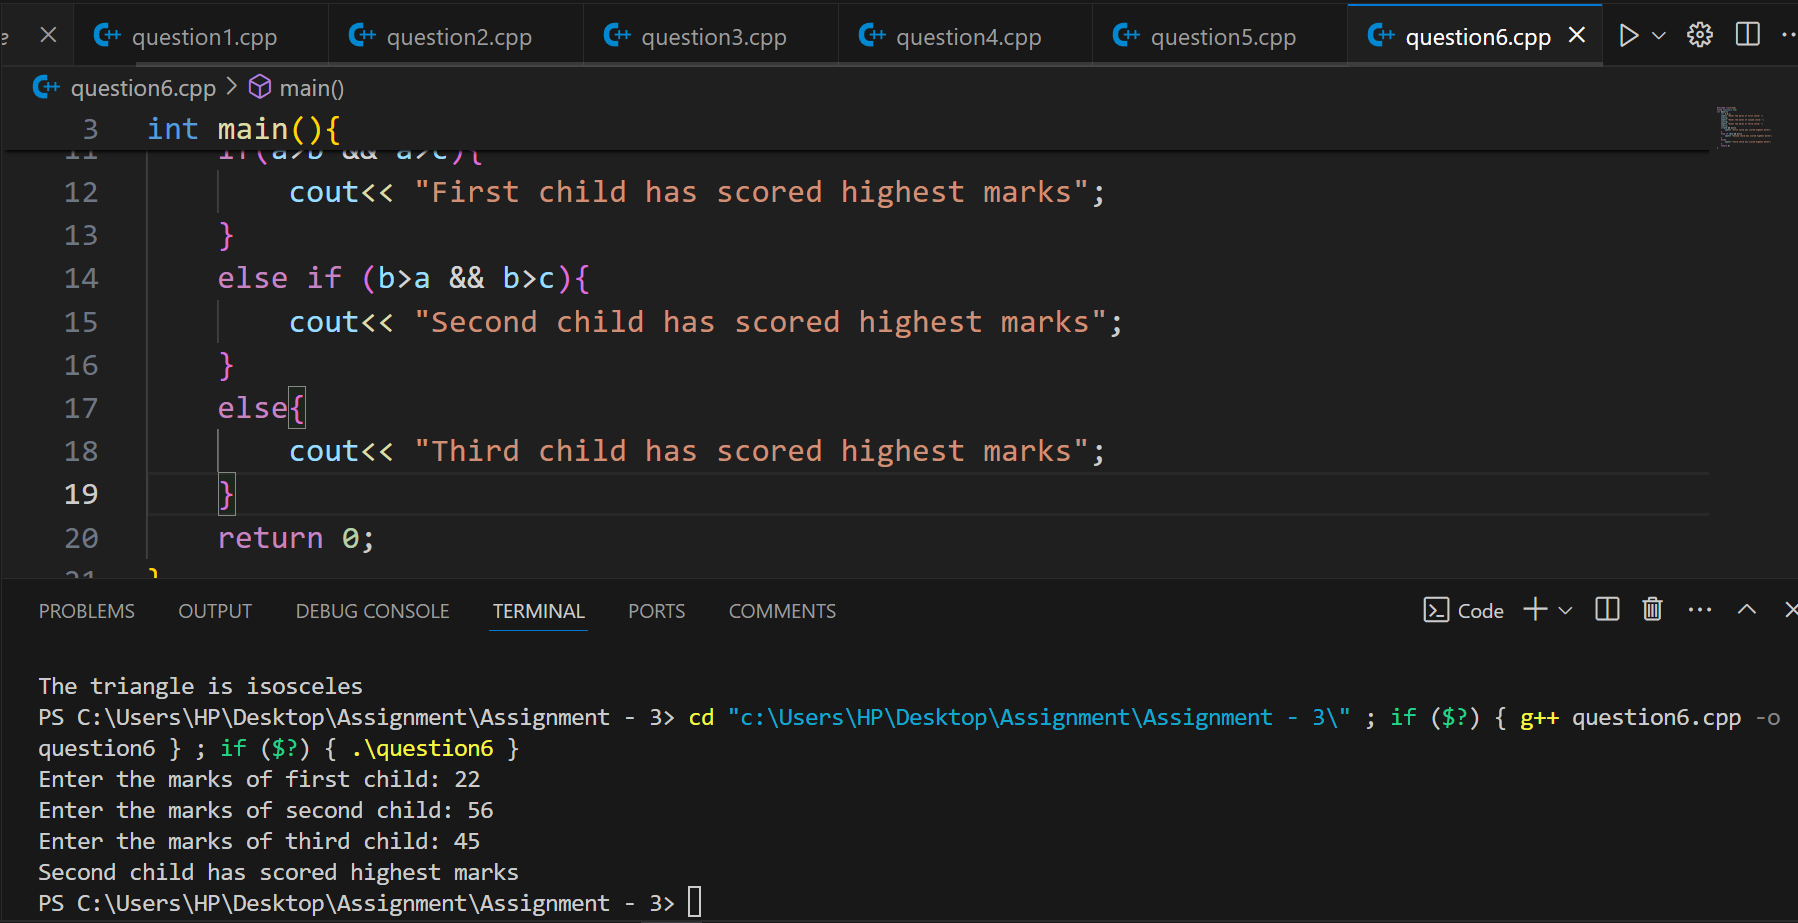 question1.cpp question2.cpp question3.cpp question4.cpp question5.cpp question6.cpp
question6.cpp > main()
3 int main(){
11 if(a>b && a>c){
12 cout<< "First child has scored highest marks";
13 }
14 else if (b>a && b>c){
15 cout<< "Second child has scored highest marks";
16 }
17 else{
18 cout<< "Third child has scored highest marks";
19 }
20 return 0;
21 }
PROBLEMS OUTPUT DEBUG CONSOLE TERMINAL PORTS COMMENTS Code
The triangle is isosceles
PS C:\Users\HP\Desktop\Assignment\Assignment - 3> cd "c:\Users\HP\Desktop\Assignment\Assignment - 3\" ; if ($?) { g++ question6.cpp -o
question6 } ; if ($?) { .\question6 }
Enter the marks of first child: 22
Enter the marks of second child: 56
Enter the marks of third child: 45
Second child has scored highest marks
PS C:\Users\HP\Desktop\Assignment\Assignment - 3>